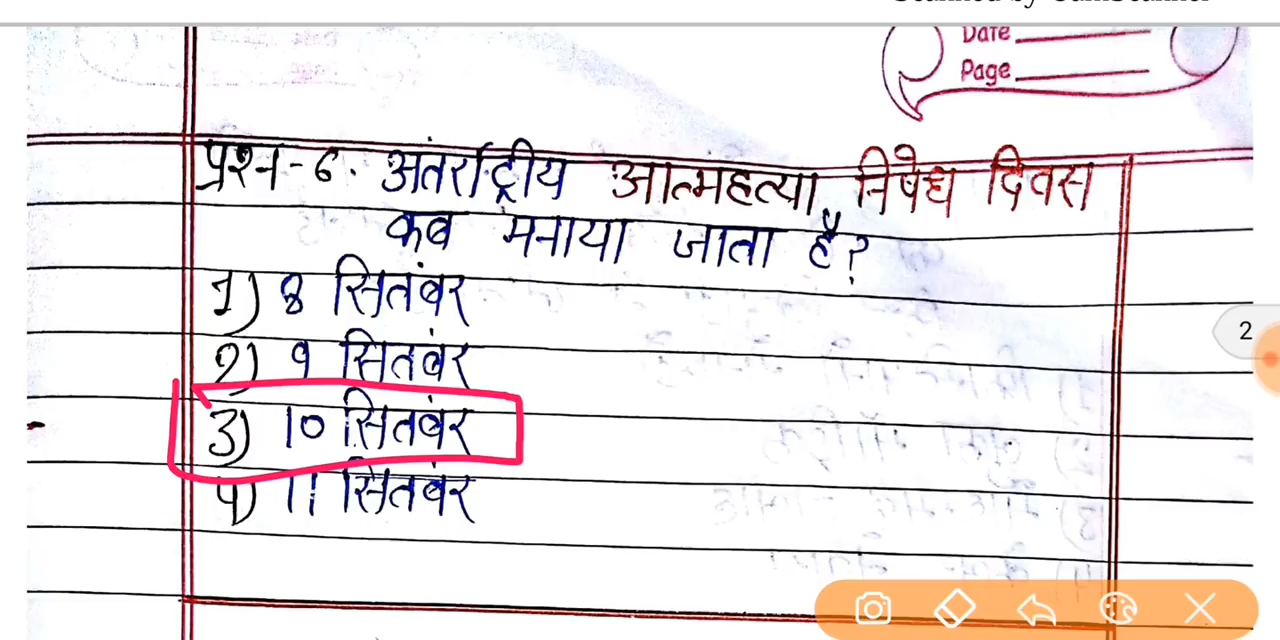 Date
Page
प्रश्न-6. अंतर्राष्ट्रीय आत्महत्या निषेध दिवस
कब मनाया जाता है?
1) 8 सितंबर
2) 9 सितंबर
3) 10 सितंबर
4) 11 सितंबर
2